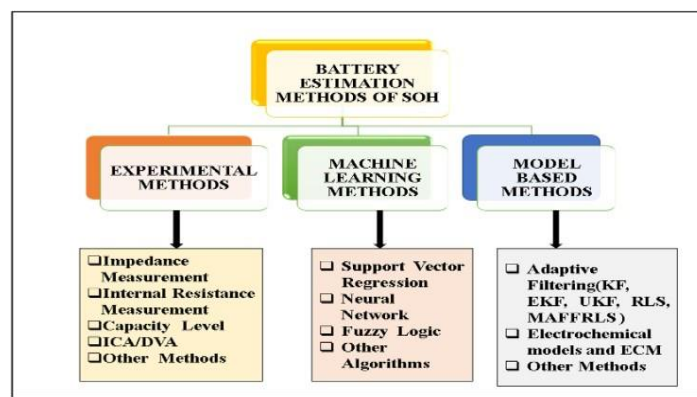 BATTERY
ESTIMATION
METHODS OF SOH
EXPERIMENTAL
METHODS
MACHINE
LEARNING
METHODS
MODEL
BASED
METHODS
❑Impedance
Measurement
❑Internal Resistance
Measurement
❑Capacity Level
❑ICA/DVA
❑Other Methods
❑ Support Vector
Regression
❑ Neural
Network
❑ Fuzzy Logic
❑ Other
Algorithms
❑ Adaptive
Filtering(KF,
EKF, UKF, RLS,
MAFFRLS )
❑ Electrochemical
models and ECM
❑ Other Methods